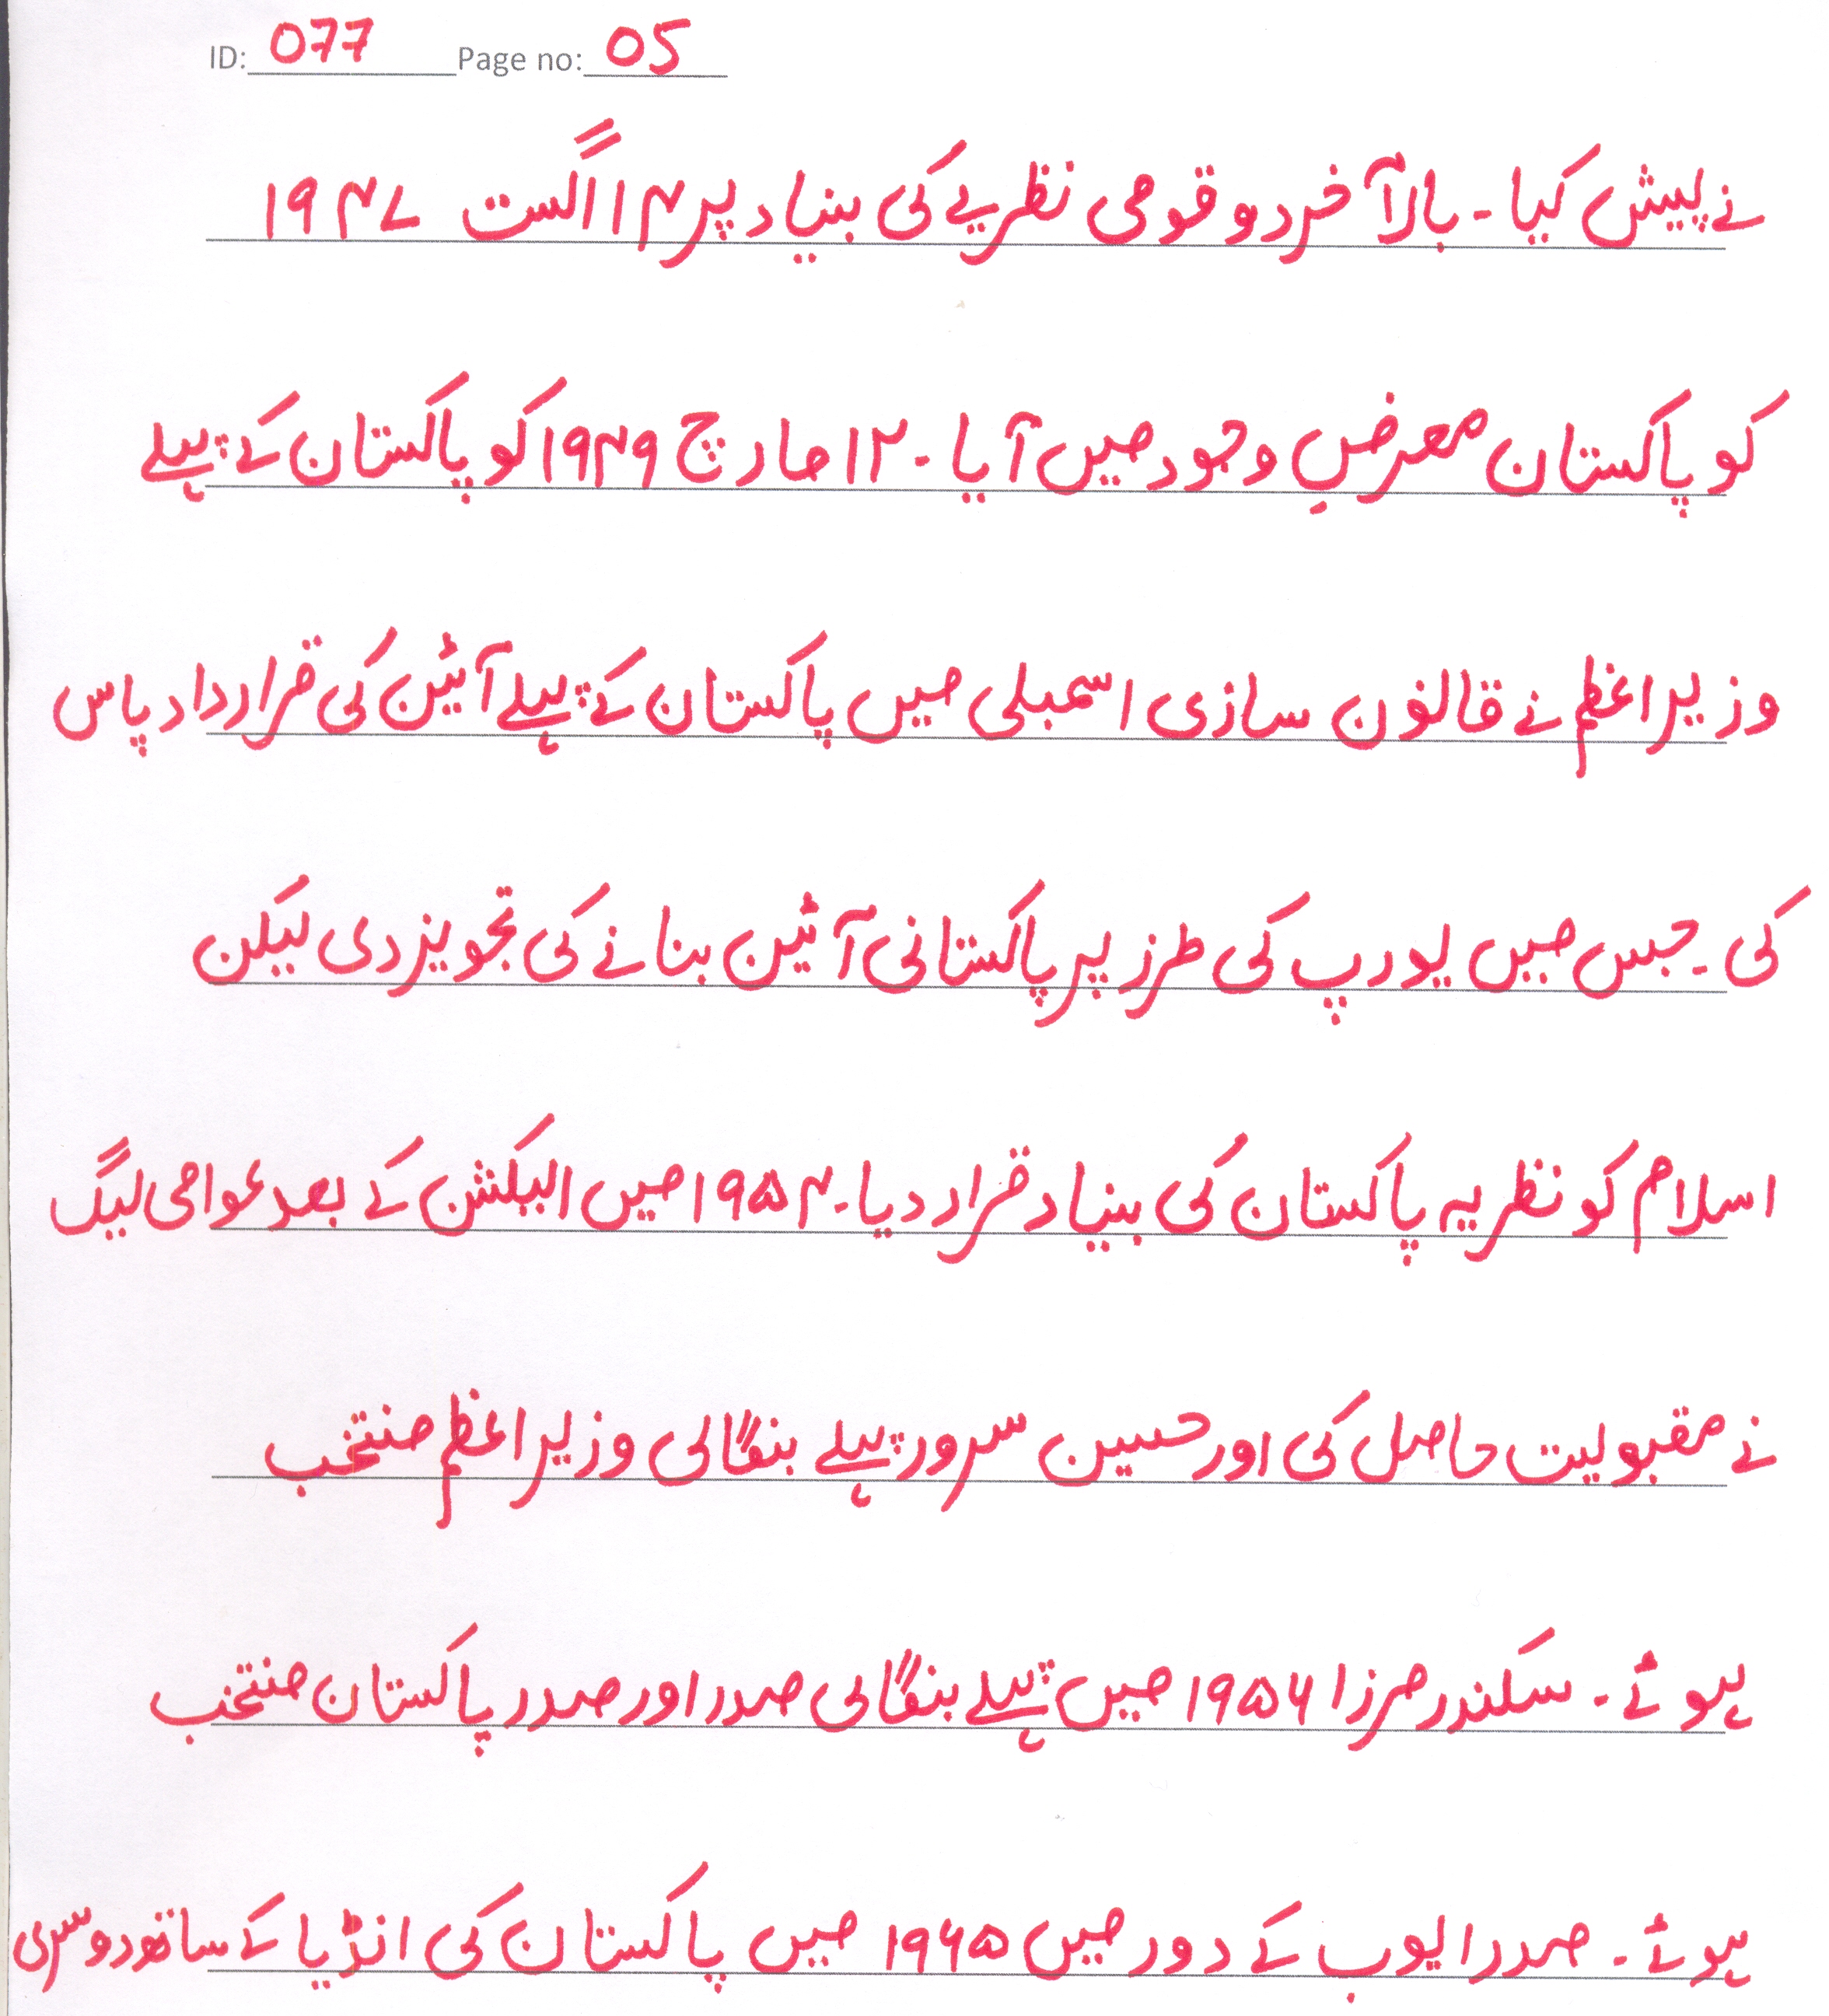 ID: 077 Page no: 05
نے پیش کیا۔ بالآخر دو قومی نظریے کی بنیاد پر ۱۴ اگست ۱۹۴۷
کو پاکستان معرضِ وجود میں آیا۔ ۱۲ مارچ ۱۹۴۹ کو پاکستان کے پہلے
وزیراعظم نے قانون سازی اسمبلی میں پاکستان کے پہلے آئین کی قرارداد پاس
کی۔ جس میں یورپ کی طرز پر پاکستانی آئین بنانے کی تجویز دی لیکن
اسلام کو نظریہ پاکستان کی بنیاد قرار دیا۔ ۱۹۵۴ میں الیکشن کے بعد عوامی لیگ
نے مقبولیت حاصل کی اور حسین سرور پہلے بنگالی وزیراعظم منتخب
ہوئے۔ سکندر مرزا ۱۹۵۶ میں پہلے بنگالی صدر اور صدر پاکستان منتخب
ہوئے۔ صدر ایوب کے دور میں ۱۹۶۵ میں پاکستان کی انڈیا کے ساتھ دوسری